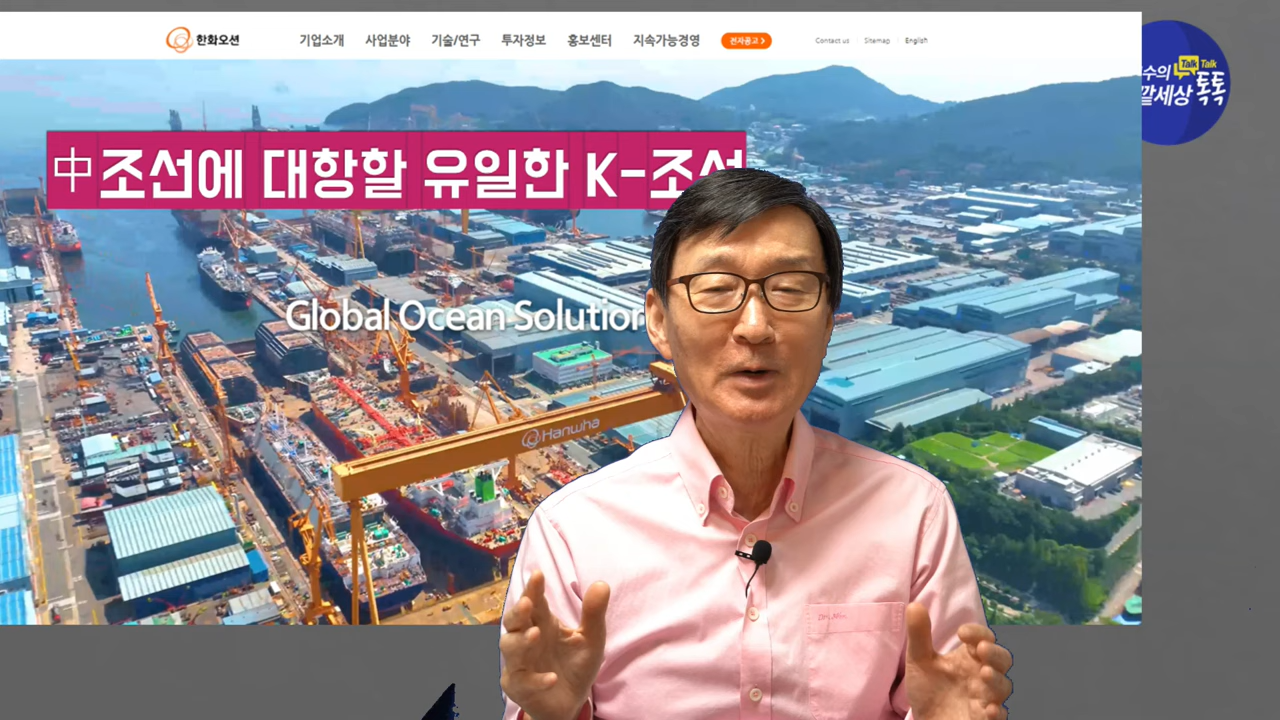 한화오션
기업소개 사업분야 기술/연구 투자정보 홍보센터 지속가능경영 전자공고 Contact us Sitemap English
Talk Talk
수의
깔세상 톡톡
中조선에 대항할 유일한 K-조선
Global Ocean Solution
Hanwha